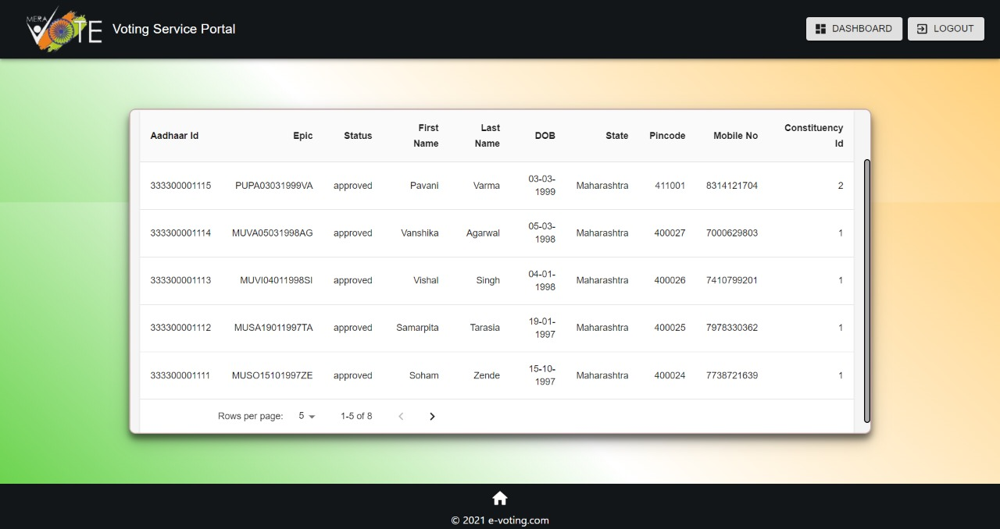 MERA
VOTE
Voting Service Portal
DASHBOARD
LOGOUT
Aadhaar Id Epic Status First Name Last Name DOB State Pincode Mobile No Constituency Id
333300001115 PUPA03031999VA approved Pavani Varma 03-03-1999 Maharashtra 411001 8314121704 2
333300001114 MUVA05031998AG approved Vanshika Agarwal 05-03-1998 Maharashtra 400027 7000629803 1
333300001113 MUVI04011998SI approved Vishal Singh 04-01-1998 Maharashtra 400026 7410799201 1
333300001112 MUSA19011997TA approved Samarpita Tarasia 19-01-1997 Maharashtra 400025 7978330362 1
333300001111 MUSO15101997ZE approved Soham Zende 15-10-1997 Maharashtra 400024 7738721639 1
Rows per page: 5 1-5 of 8
© 2021 e-voting.com